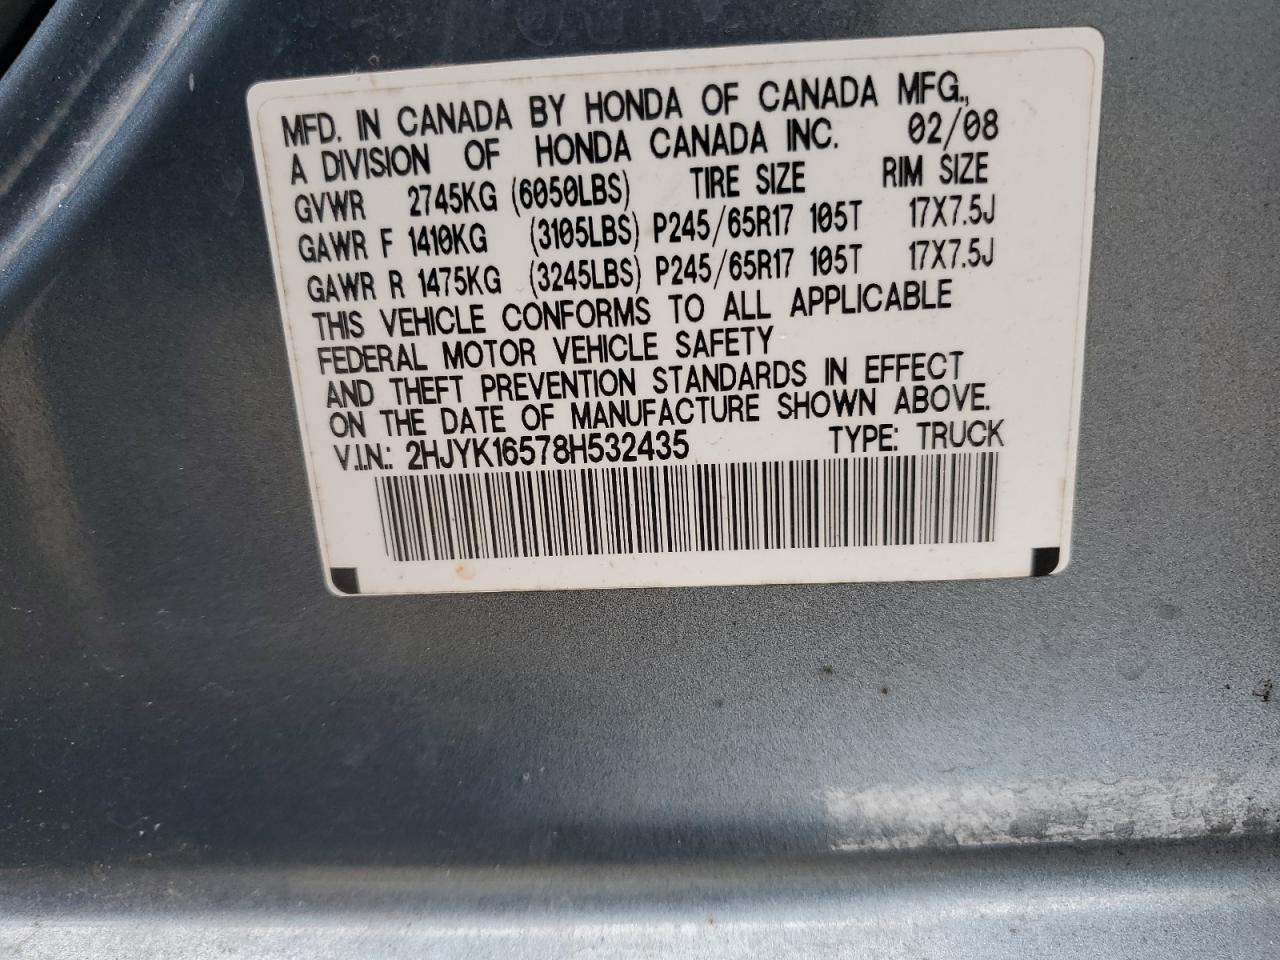 MFD. IN CANADA BY HONDA OF CANADA MFG.,
A DIVISION OF HONDA CANADA INC. 02/08
GVWR 2745KG (6050LBS) TIRE SIZE RIM SIZE
GAWR F 1410KG (3105LBS) P245/65R17 105T 17X7.5J
GAWR R 1475KG (3245LBS) P245/65R17 105T 17X7.5J
THIS VEHICLE CONFORMS TO ALL APPLICABLE
FEDERAL MOTOR VEHICLE SAFETY
AND THEFT PREVENTION STANDARDS IN EFFECT
ON THE DATE OF MANUFACTURE SHOWN ABOVE.
V.I.N.: 2HJYK16578H532435 TYPE: TRUCK